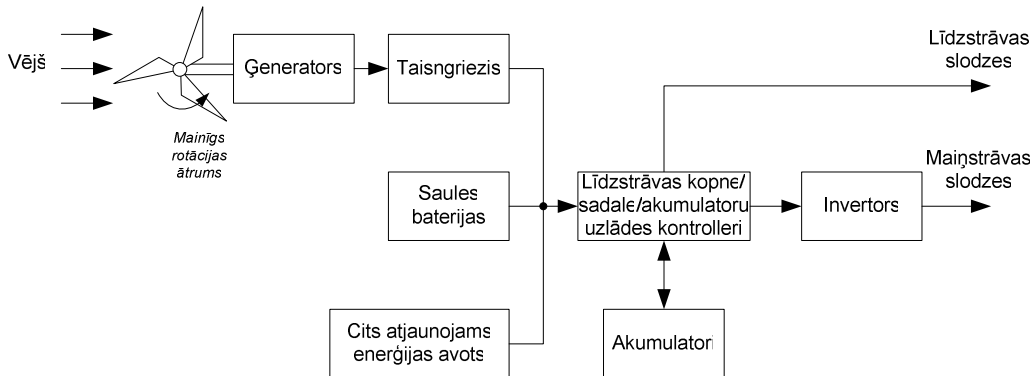 Vējš
Mainīgs
rotācijas
ātrums
Ģenerators
Taisngriezis
Saules
baterijas
Cits atjaunojams
enerģijas avots
Līdzstrāvas kopne/
sadale/akumulatoru
uzlādes kontrolleri
Akumulatori
Invertors
Līdzstrāvas
slodzes
Maiņstrāvas
slodzes